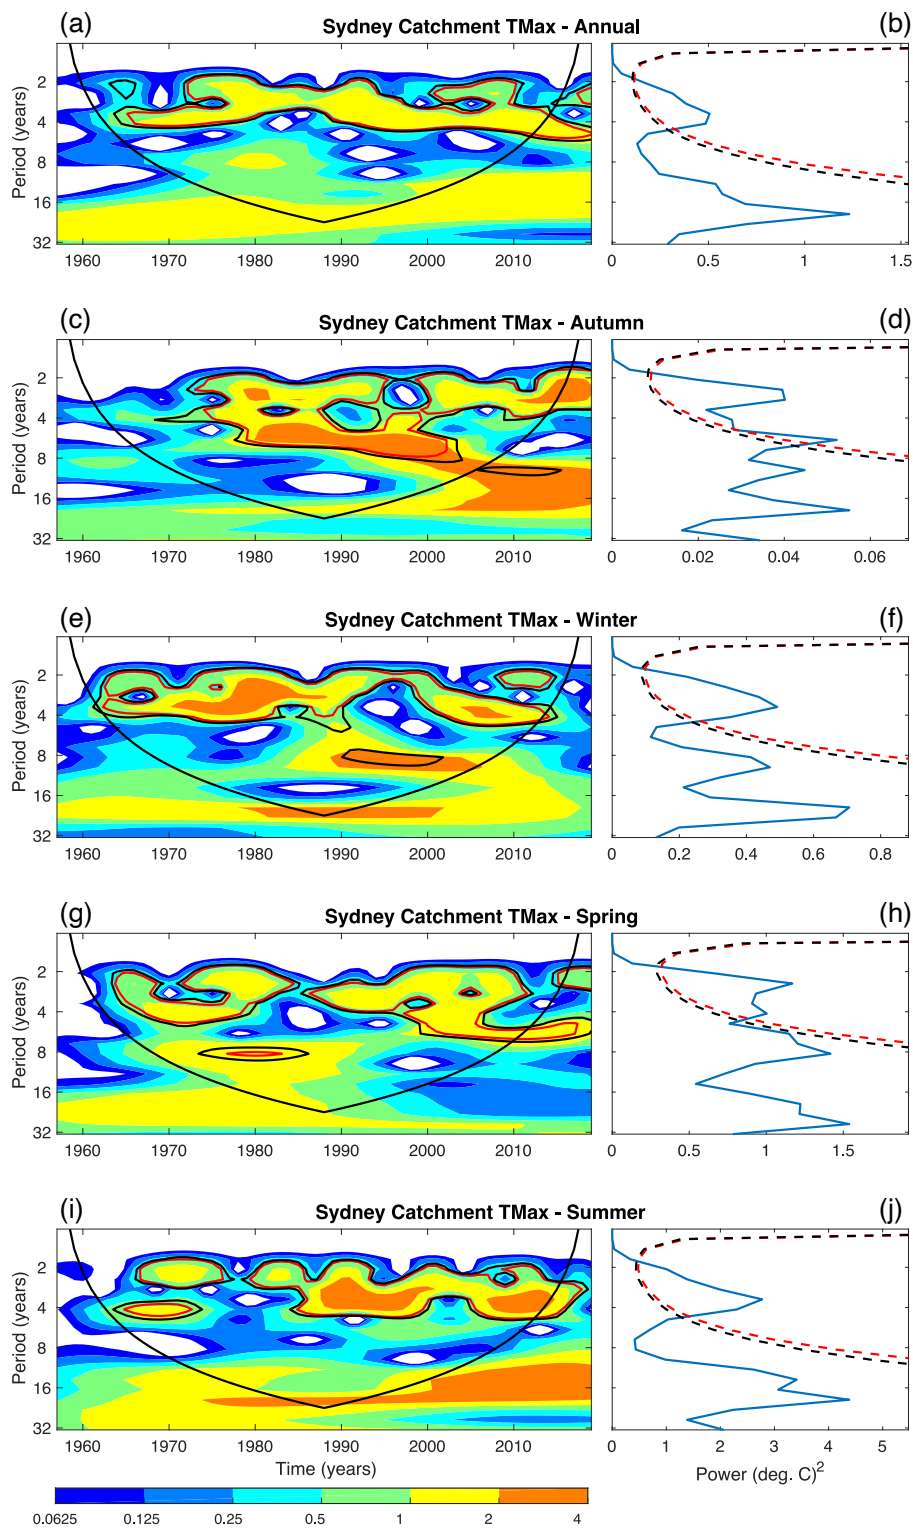 (a) Sydney Catchment TMax - Annual (b)
Period (years)
2
4
8
16
32
1960 1970 1980 1990 2000 2010
0 0.5 1 1.5
(c) Sydney Catchment TMax - Autumn (d)
Period (years)
2
4
8
16
32
1960 1970 1980 1990 2000 2010
0 0.02 0.04 0.06
(e) Sydney Catchment TMax - Winter (f)
Period (years)
2
4
8
16
32
1960 1970 1980 1990 2000 2010
0 0.2 0.4 0.6 0.8
(g) Sydney Catchment TMax - Spring (h)
Period (years)
2
4
8
16
32
1960 1970 1980 1990 2000 2010
0 0.5 1 1.5
(i) Sydney Catchment TMax - Summer (j)
Period (years)
2
4
8
16
32
1960 1970 1980 1990 2000 2010
0 1 2 3 4 5
Time (years)
Power (deg. C)²
0.0625 0.125 0.25 0.5 1 2 4